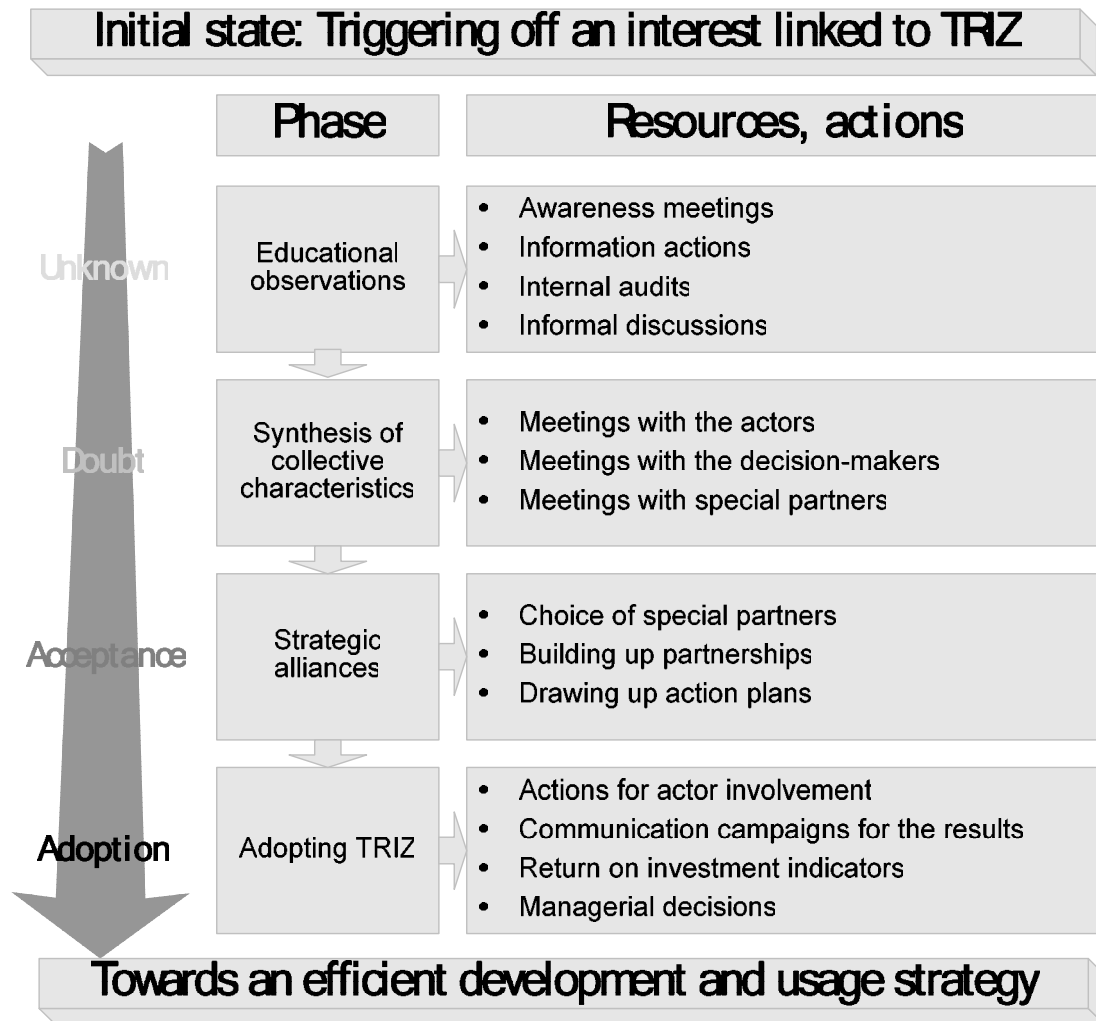 Initial state: Triggering off an interest linked to TRIZ
Phase
Resources, actions
Unknown
Educational
observations
• Awareness meetings
• Information actions
• Internal audits
• Informal discussions
Doubt
Synthesis of
collective
characteristics
• Meetings with the actors
• Meetings with the decision-makers
• Meetings with special partners
Acceptance
Strategic
alliances
• Choice of special partners
• Building up partnerships
• Drawing up action plans
Adoption
Adopting TRIZ
• Actions for actor involvement
• Communication campaigns for the results
• Return on investment indicators
• Managerial decisions
Towards an efficient development and usage strategy